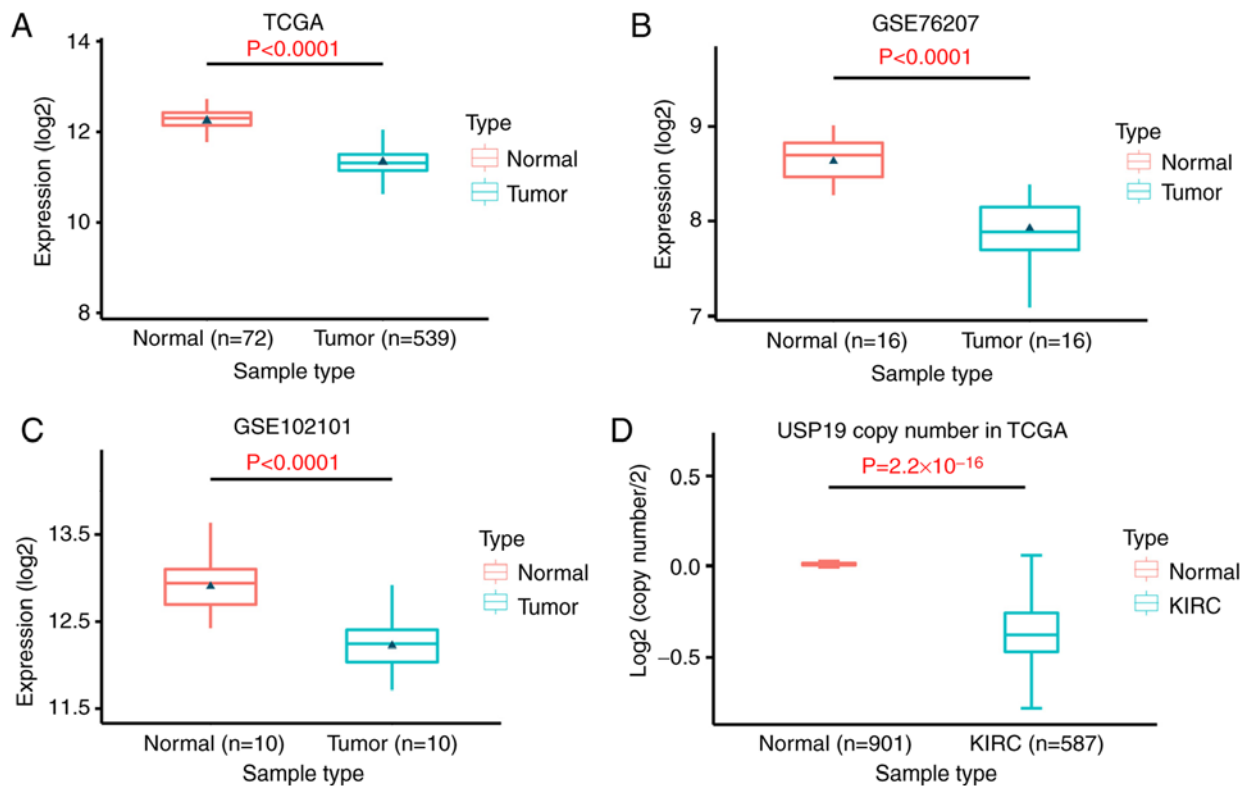 A
TCGA
P<0.0001
14
12
10
8
Expression (log2)
Normal (n=72)
Tumor (n=539)
Sample type
Type
Normal
Tumor
B
GSE76207
P<0.0001
9
8
7
Expression (log2)
Normal (n=16)
Tumor (n=16)
Sample type
Type
Normal
Tumor
C
GSE102101
P<0.0001
13.5
12.5
11.5
Expression (log2)
Normal (n=10)
Tumor (n=10)
Sample type
Type
Normal
Tumor
D
USP19 copy number in TCGA
P=2.2×10⁻¹⁶
0.5
0.0
−0.5
Log2 (copy number/2)
Normal (n=901)
KIRC (n=587)
Sample type
Type
Normal
KIRC